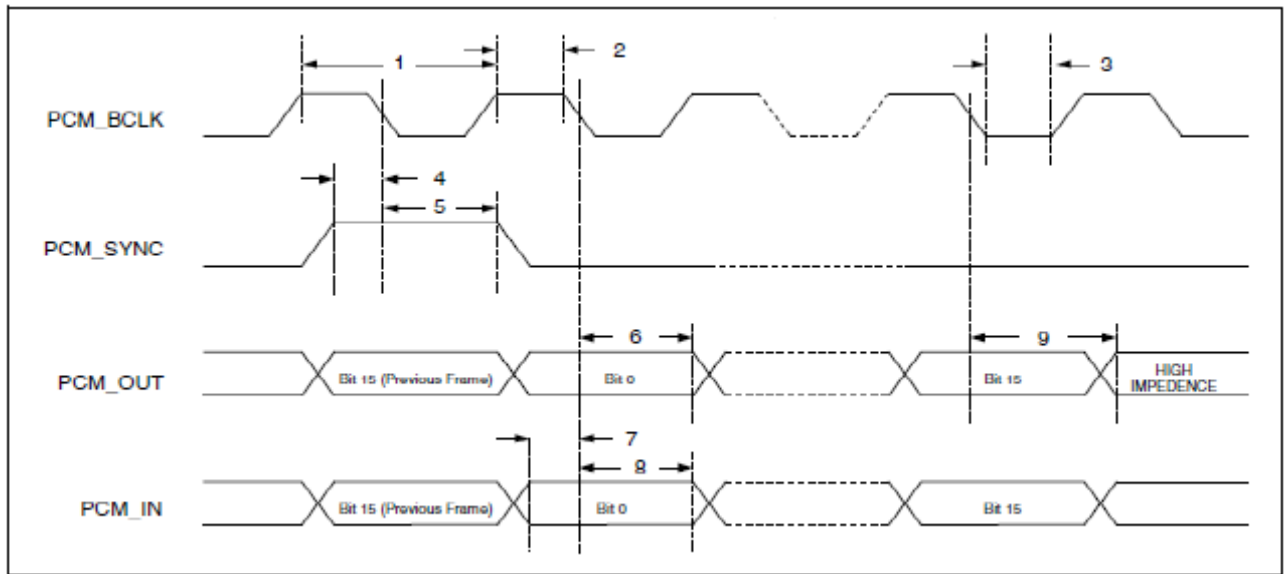 1
2
3
PCM_BCLK
4
5
PCM_SYNC
6
9
PCM_OUT
Bit 15 (Previous Frame)
Bit 0
Bit 15
HIGH
IMPEDENCE
7
8
PCM_IN
Bit 15 (Previous Frame)
Bit 0
Bit 15